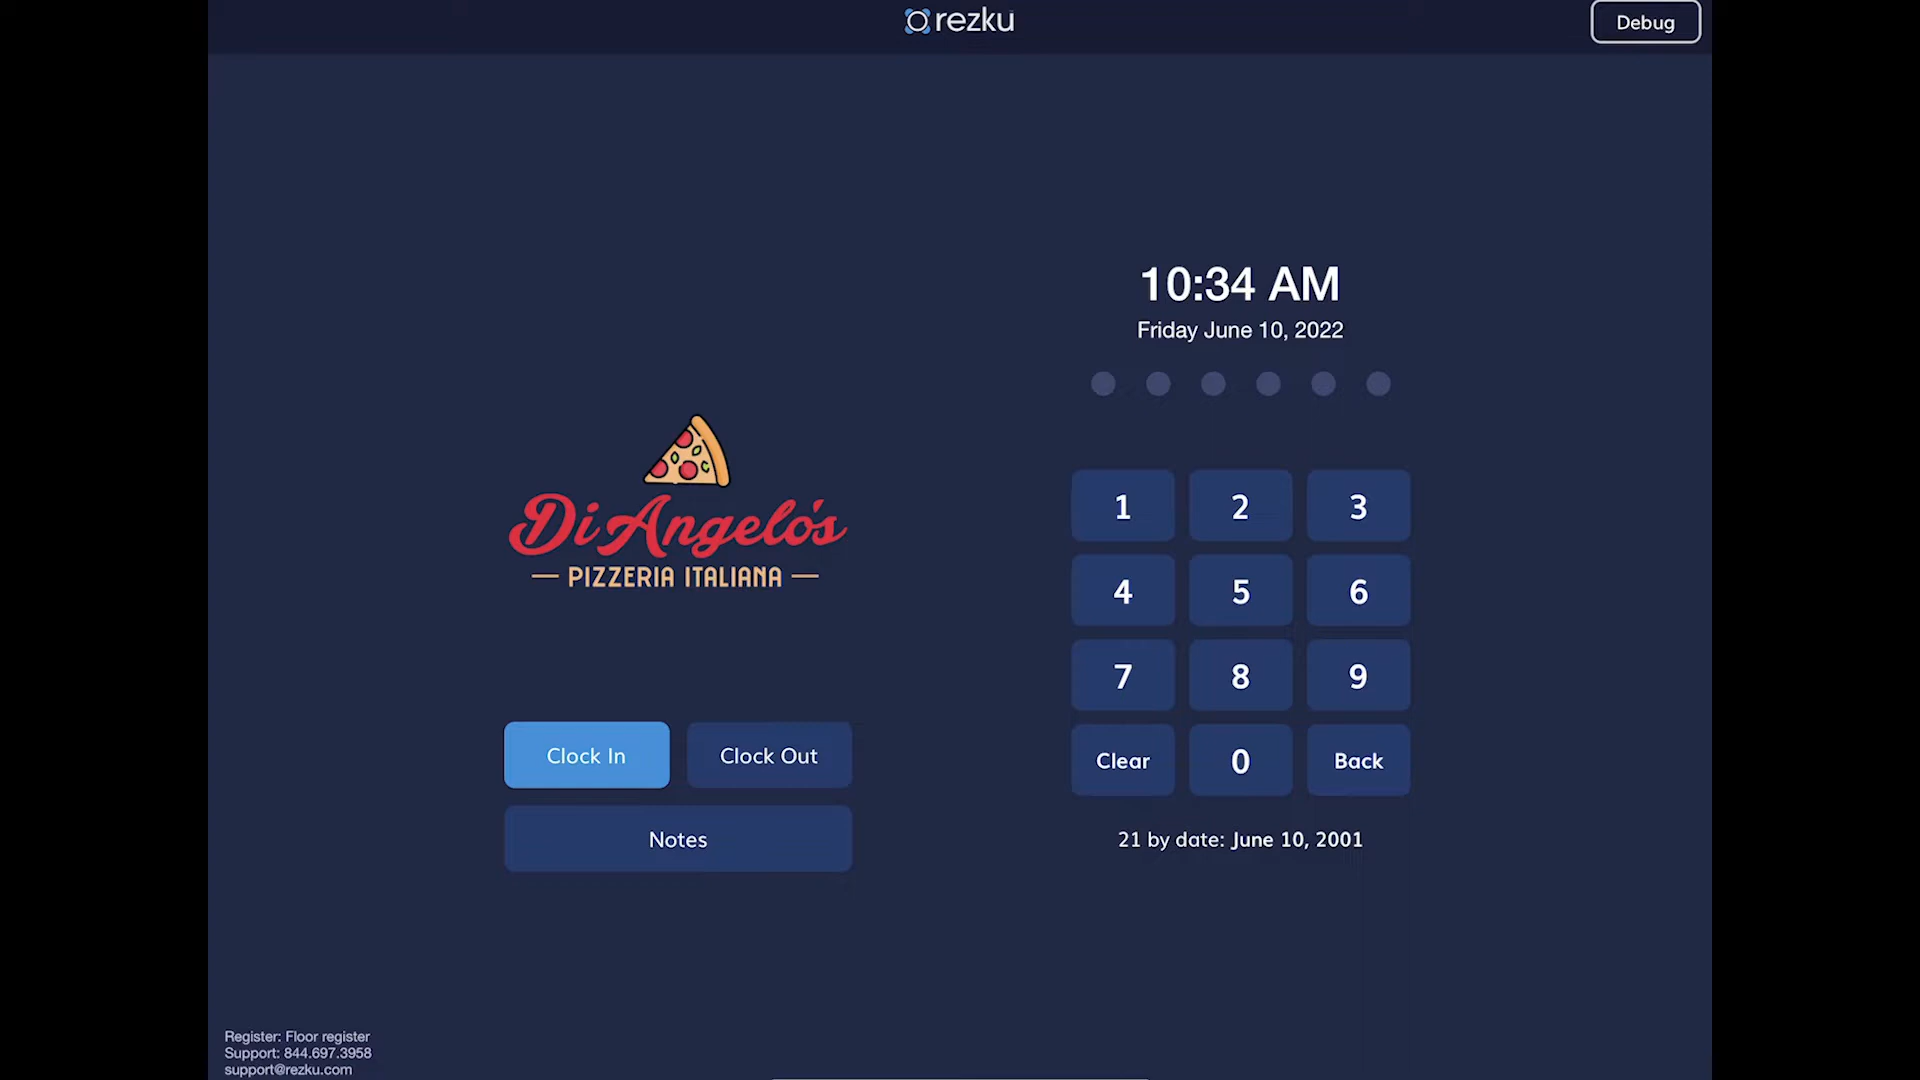 rezku
Debug
10:34 AM
Friday June 10, 2022
DiAngelo's
PIZZERIA ITALIANA
1 2 3
4 5 6
7 8 9
Clear 0 Back
Clock In Clock Out
Notes
21 by date: June 10, 2001
Register: Floor register
Support: 844.697.3958
support@rezku.com